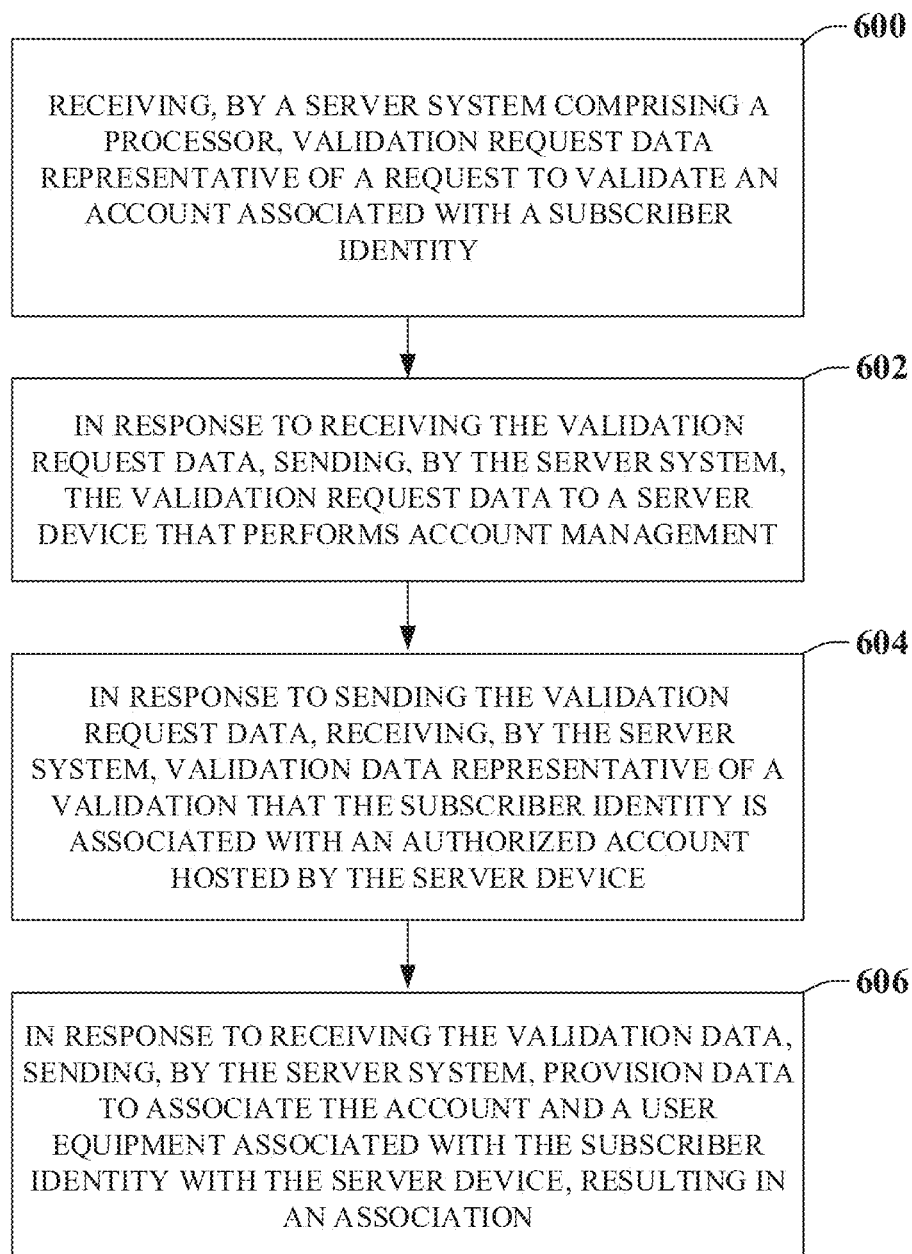 600
RECEIVING, BY A SERVER SYSTEM COMPRISING A
PROCESSOR, VALIDATION REQUEST DATA
REPRESENTATIVE OF A REQUEST TO VALIDATE AN
ACCOUNT ASSOCIATED WITH A SUBSCRIBER
IDENTITY
602
IN RESPONSE TO RECEIVING THE VALIDATION
REQUEST DATA, SENDING, BY THE SERVER SYSTEM,
THE VALIDATION REQUEST DATA TO A SERVER
DEVICE THAT PERFORMS ACCOUNT MANAGEMENT
604
IN RESPONSE TO SENDING THE VALIDATION
REQUEST DATA, RECEIVING, BY THE SERVER
SYSTEM, VALIDATION DATA REPRESENTATIVE OF A
VALIDATION THAT THE SUBSCRIBER IDENTITY IS
ASSOCIATED WITH AN AUTHORIZED ACCOUNT
HOSTED BY THE SERVER DEVICE
606
IN RESPONSE TO RECEIVING THE VALIDATION DATA,
SENDING, BY THE SERVER SYSTEM, PROVISION DATA
TO ASSOCIATE THE ACCOUNT AND A USER
EQUIPMENT ASSOCIATED WITH THE SUBSCRIBER
IDENTITY WITH THE SERVER DEVICE, RESULTING IN
AN ASSOCIATION